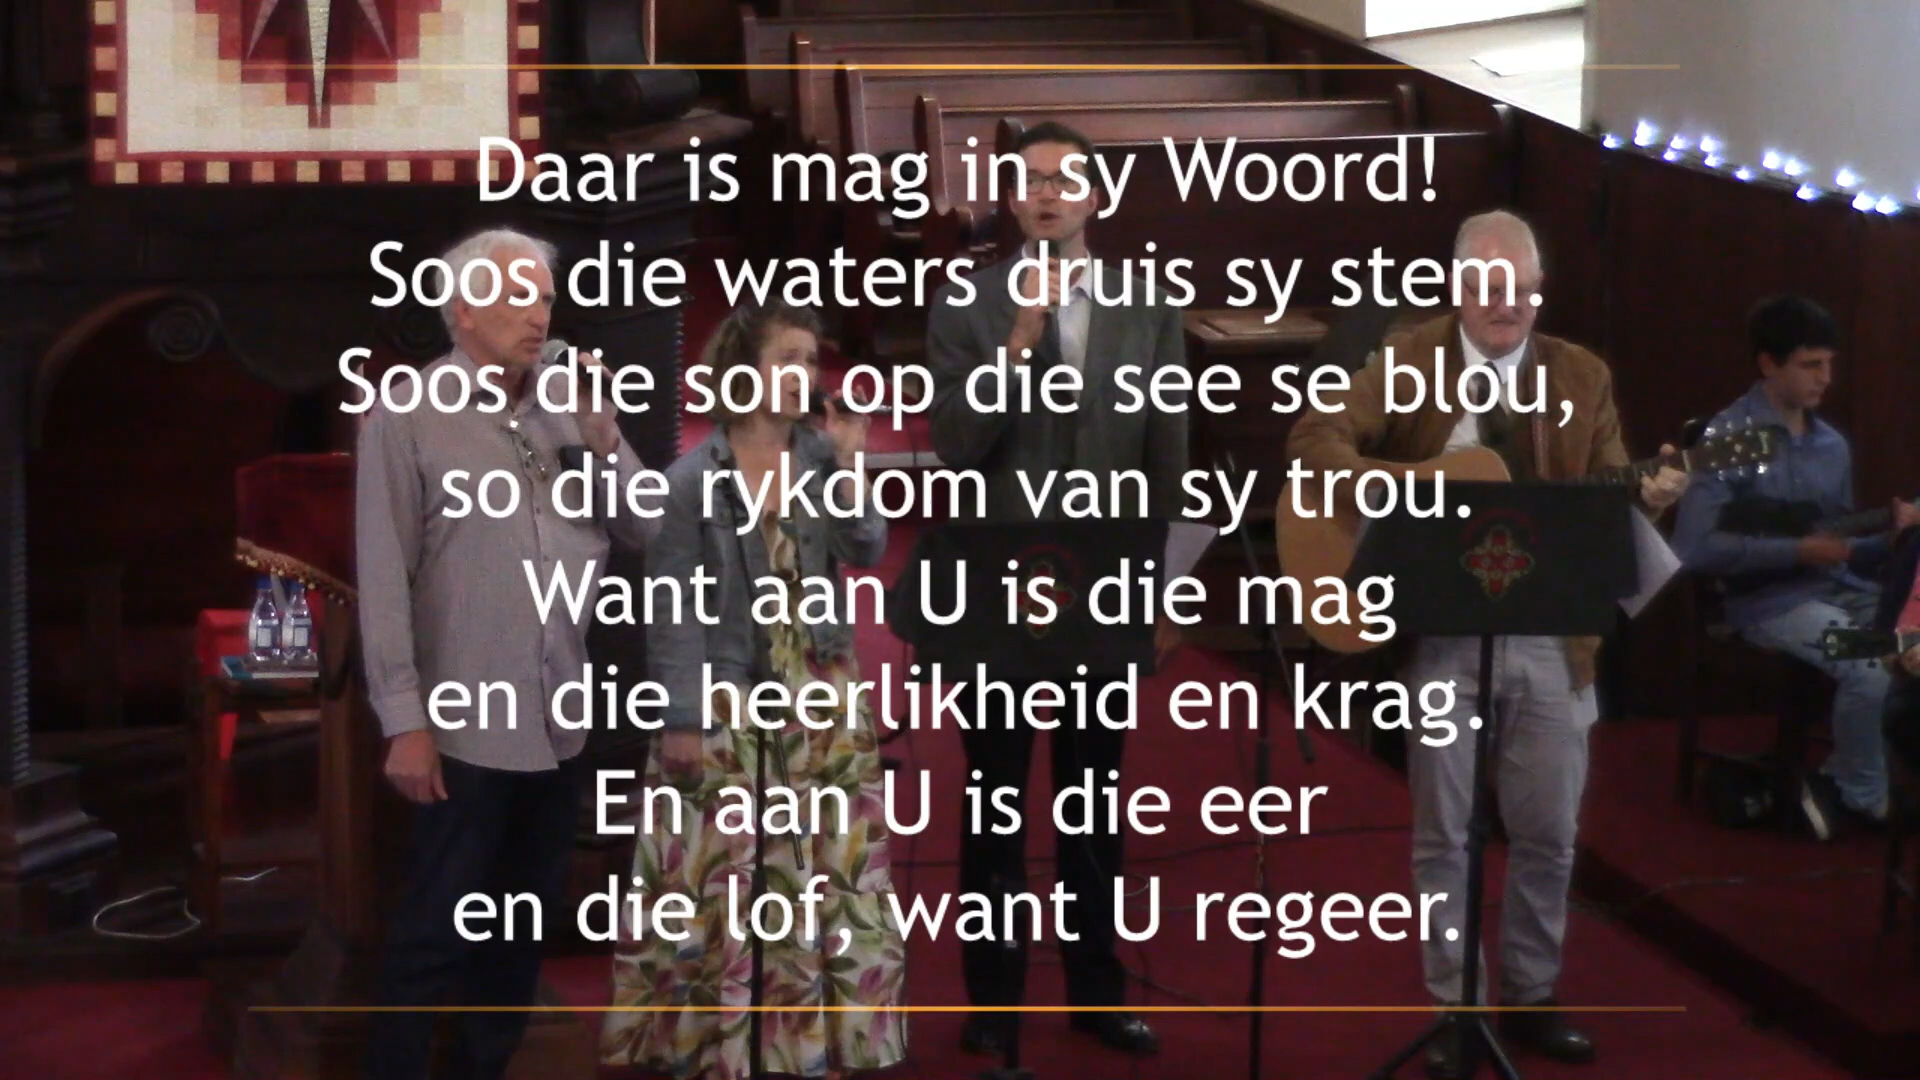 Daar is mag in sy Woord!
Soos die waters druis sy stem.
Soos die son op die see se blou,
so die rykdom van sy trou.
Want aan U is die mag
en die heerlikheid en krag.
En aan U is die eer
en die lof, want U regeer.